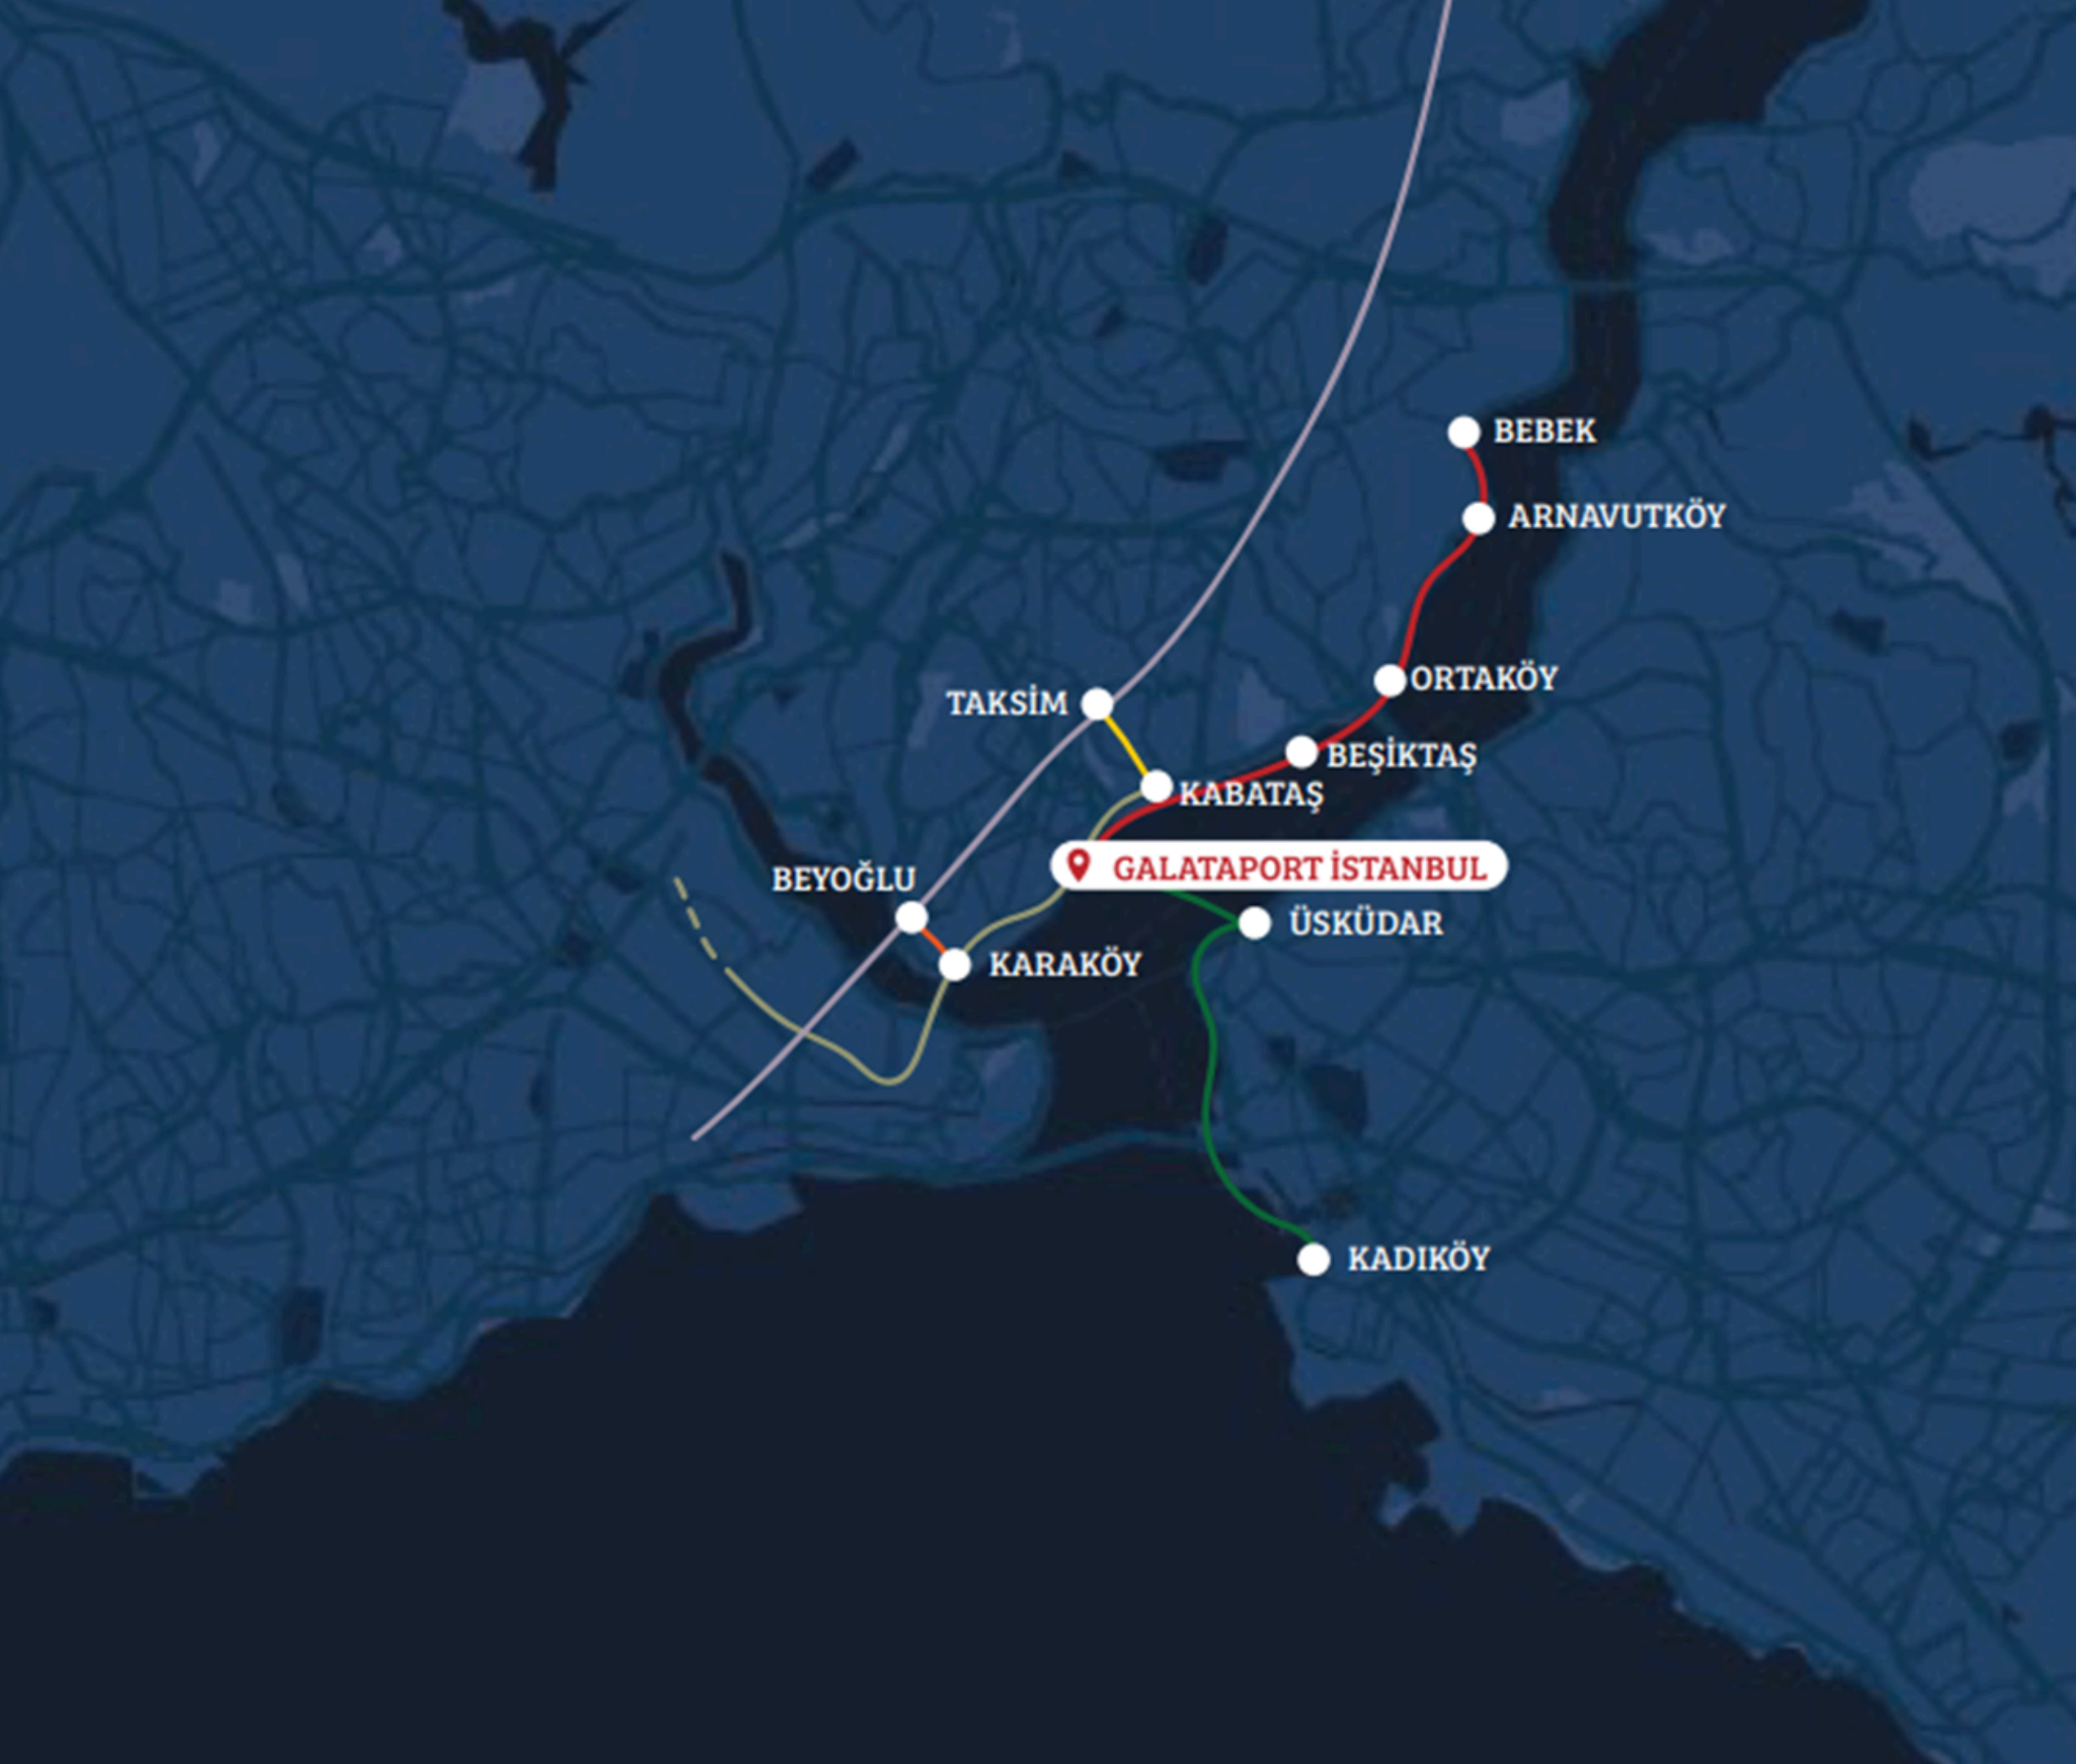 BEBEK
ARNAVUTKÖY
ORTAKÖY
TAKSİM
BEŞİKTAŞ
KABATAŞ
GALATAPORT İSTANBUL
BEYOĞLU
ÜSKÜDAR
KARAKÖY
KADIKÖY